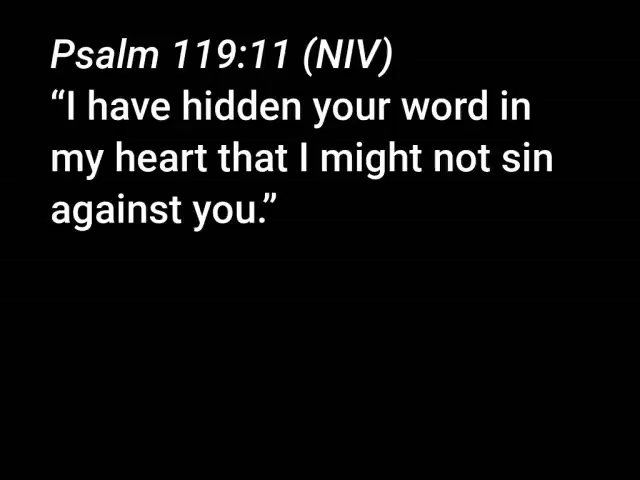 Psalm 119:11 (NIV)
“I have hidden your word in
my heart that I might not sin
against you.”